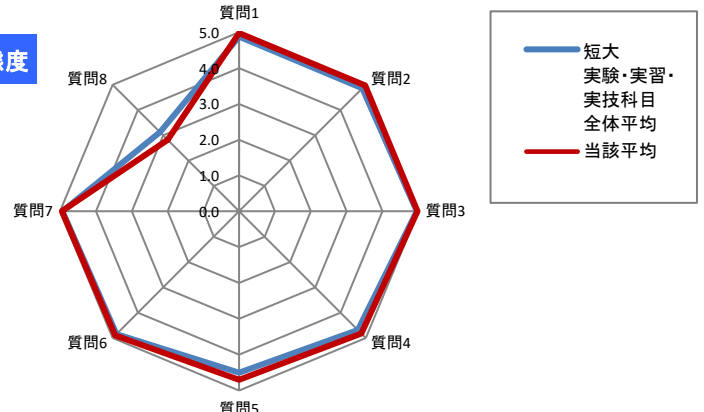 質問1
5.0
態度
4.0
質問8
質問2
3.0
2.0
1.0
質問7
0.0
質問3
質問6
質問4
質問5
短大
実験・実習・
実技科目
全体平均
当該平均